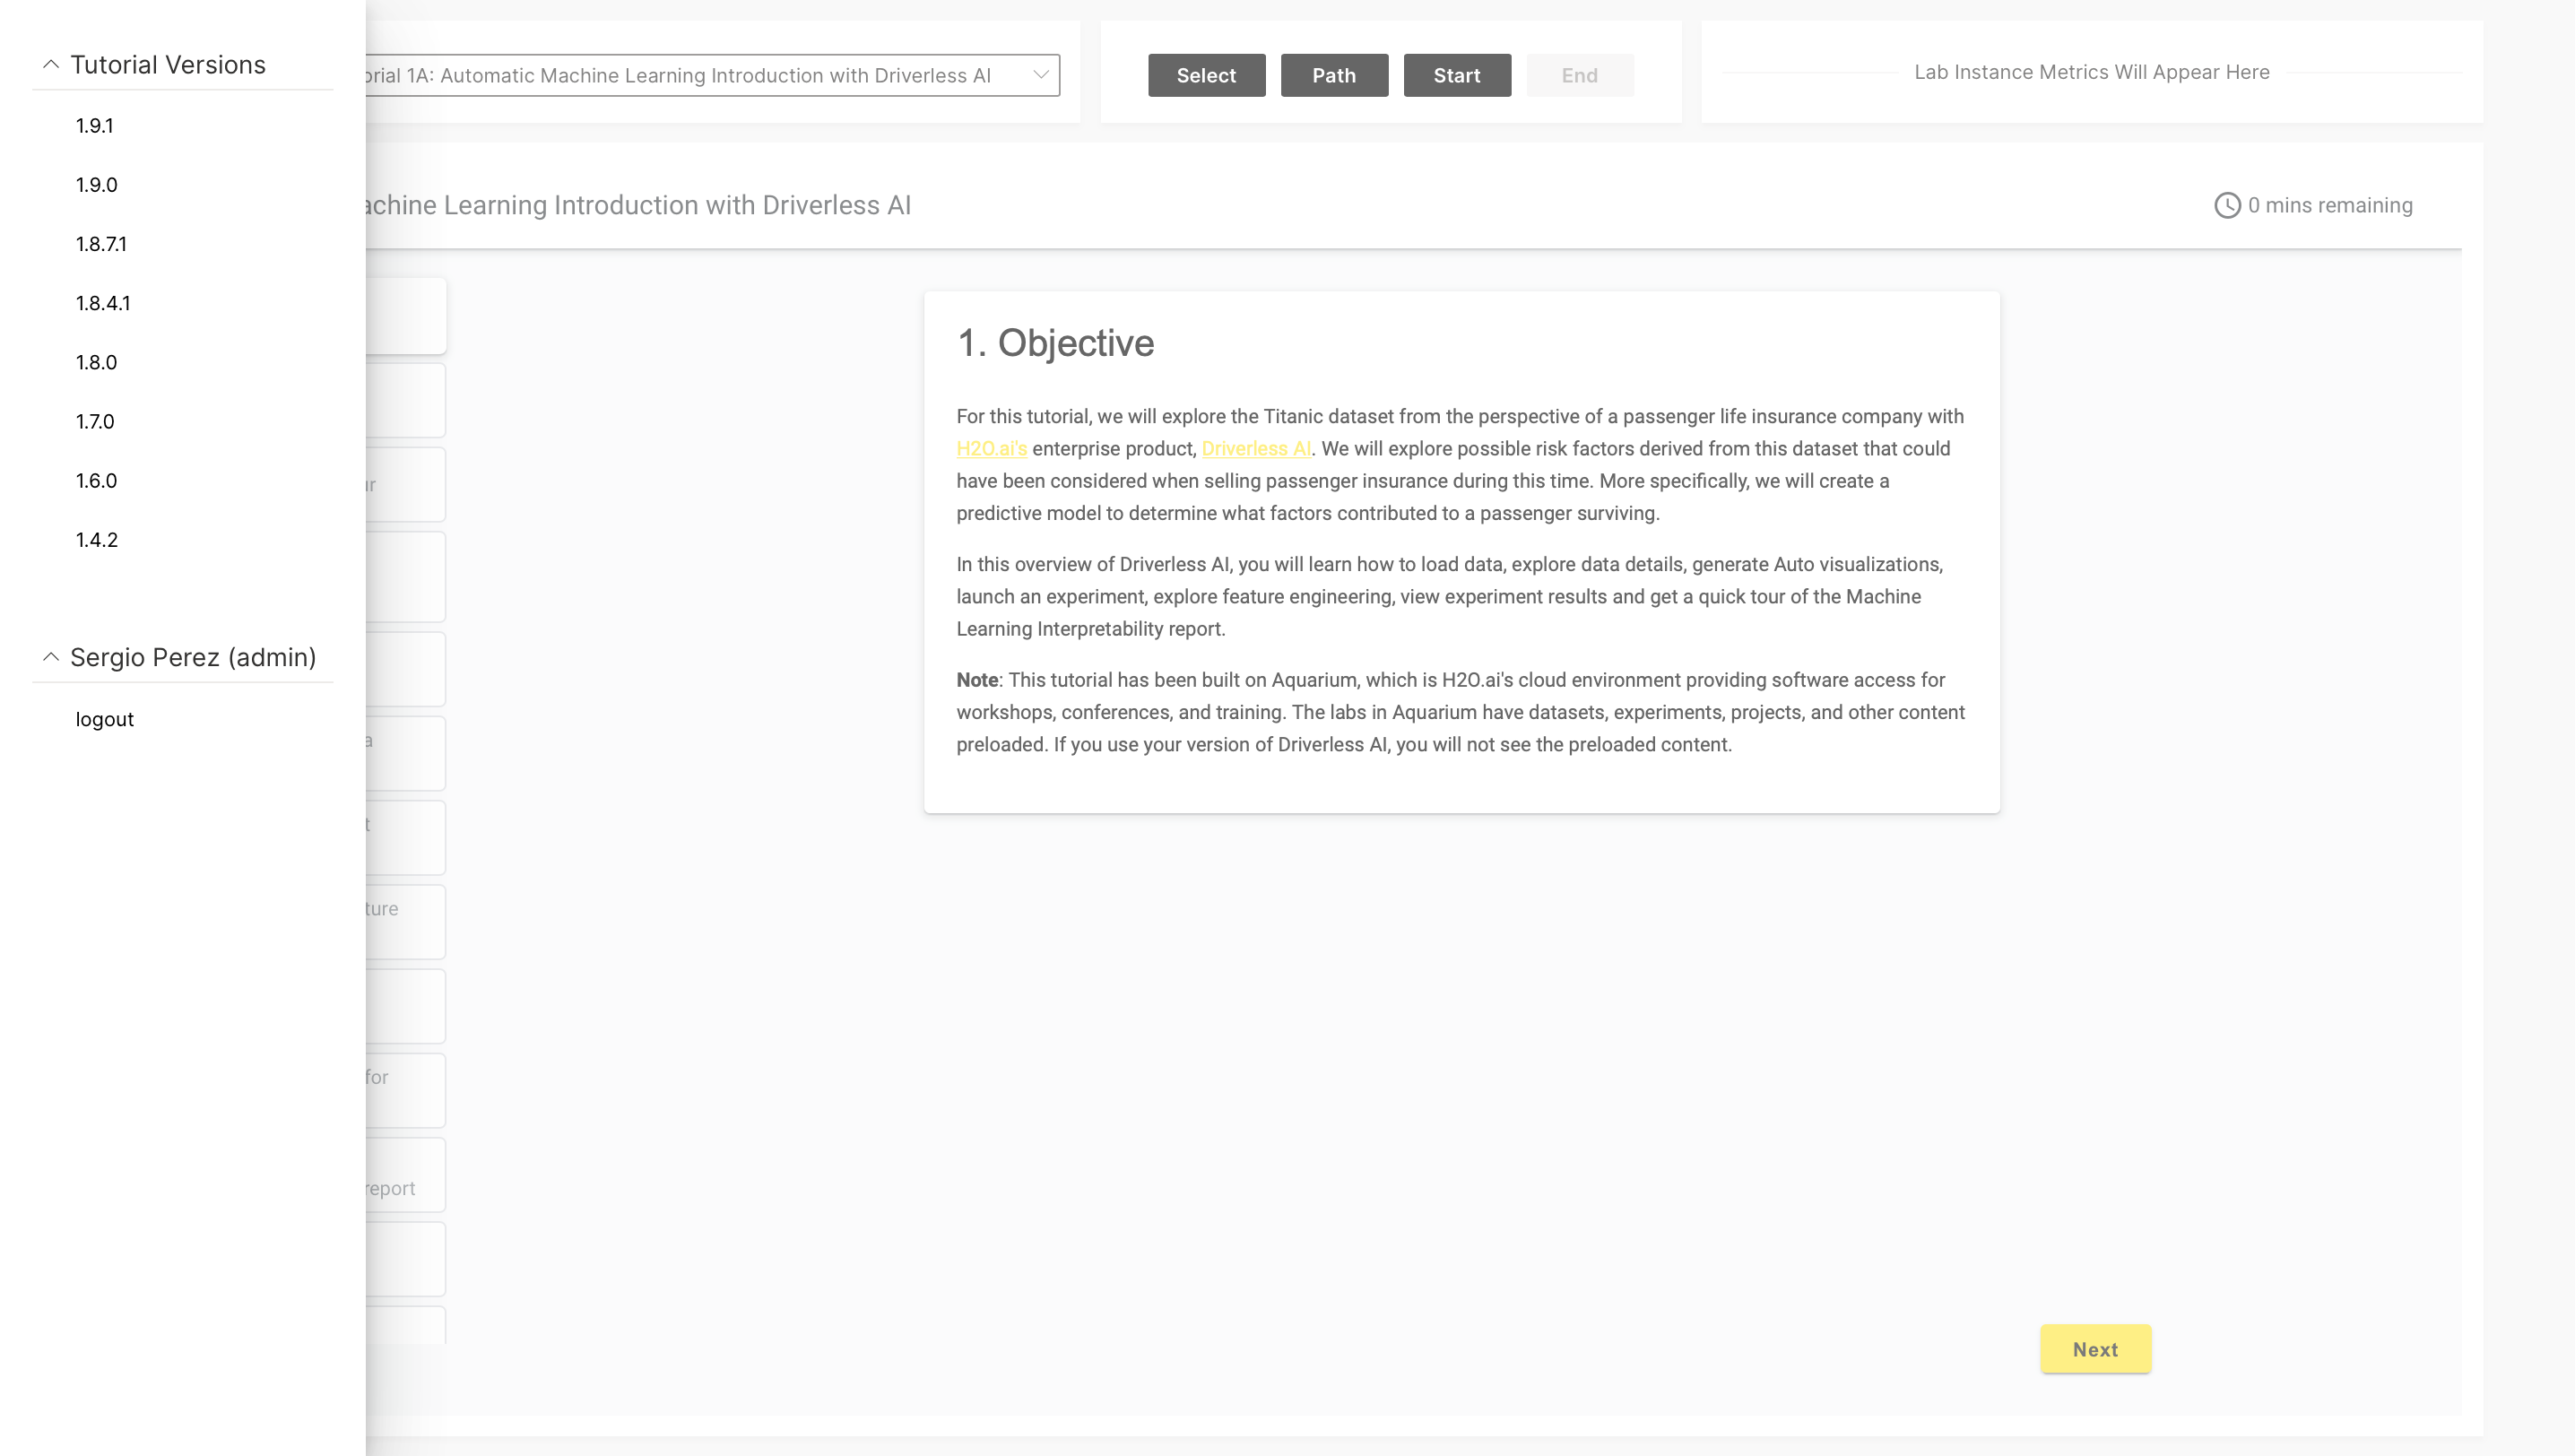 Tutorial Versions
1.9.1
1.9.0
1.8.7.1
1.8.4.1
1.8.0
1.7.0
1.6.0
1.4.2
Sergio Perez (admin)
logout
1A: Automatic Machine Learning Introduction with Driverless AI
Select
Path
Start
End
Lab Instance Metrics Will Appear Here
Learning Introduction with Driverless AI
0 mins remaining
for
report
1. Objective
For this tutorial, we will explore the Titanic dataset from the perspective of a passenger life insurance company with
H2O.ai's enterprise product, Driverless AI. We will explore possible risk factors derived from this dataset that could
have been considered when selling passenger insurance during this time. More specifically, we will create a
predictive model to determine what factors contributed to a passenger surviving.
In this overview of Driverless AI, you will learn how to load data, explore data details, generate Auto visualizations,
launch an experiment, explore feature engineering, view experiment results and get a quick tour of the Machine
Learning Interpretability report.
Note: This tutorial has been built on Aquarium, which is H2O.ai's cloud environment providing software access for
workshops, conferences, and training. The labs in Aquarium have datasets, experiments, projects, and other content
preloaded. If you use your version of Driverless AI, you will not see the preloaded content.
Next